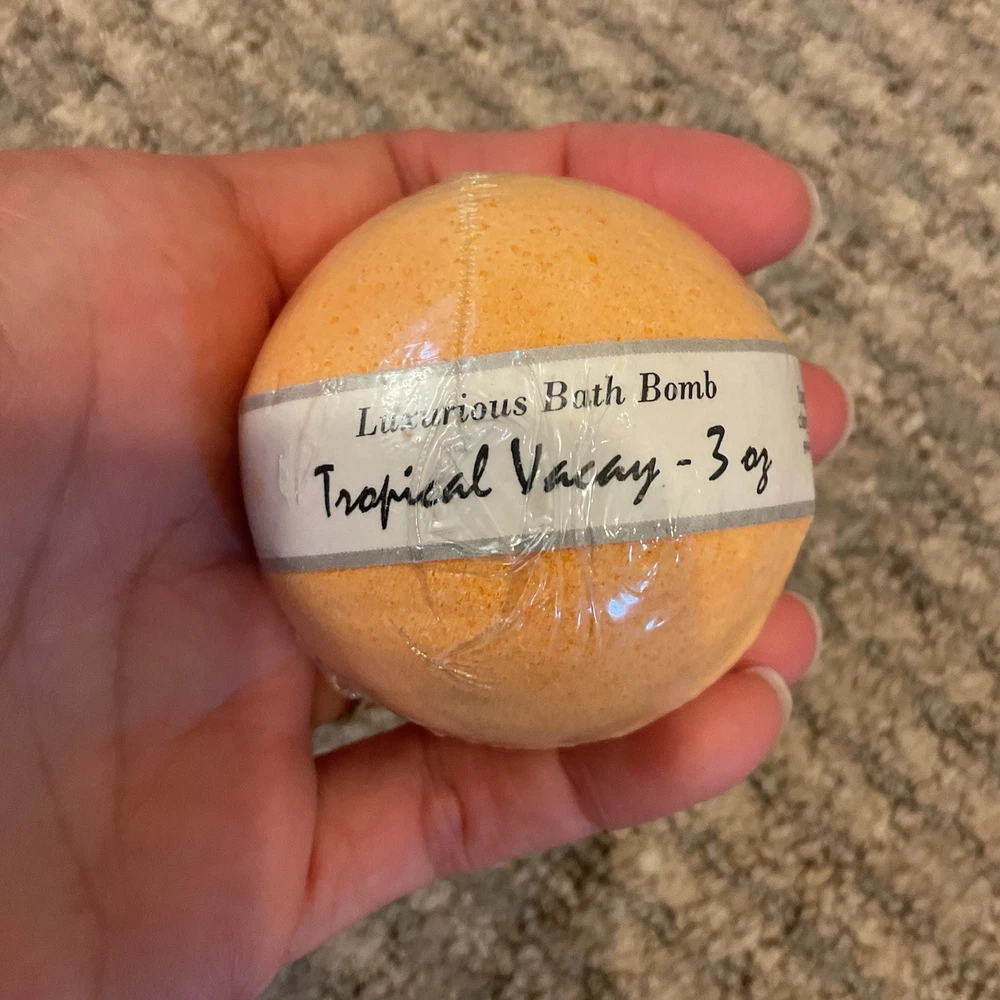 Luxurious Bath Bomb
Tropical Vacay - 3 oz